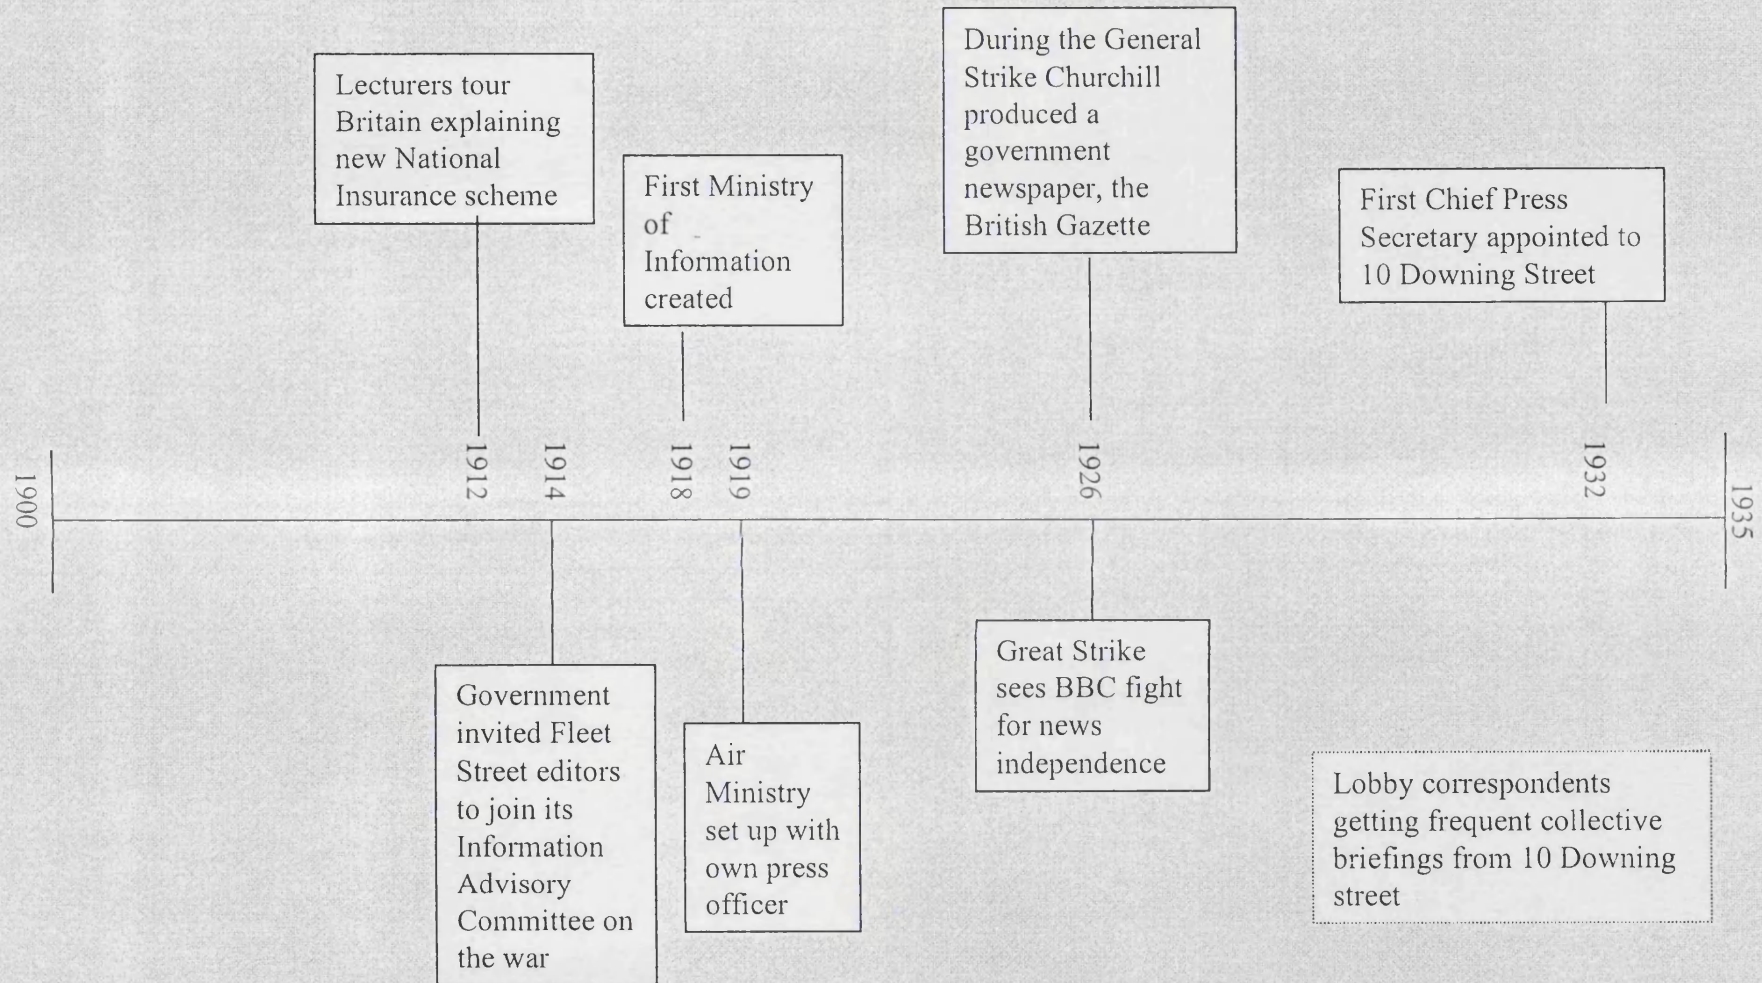 Lecturers tour
Britain explaining
new National
Insurance scheme
First Ministry
of
Information
created
During the General
Strike Churchill
produced a
government
newspaper, the
British Gazette
First Chief Press
Secretary appointed to
10 Downing Street
1900
1912
1914
1918
1919
1926
1932
1935
Government
invited Fleet
Street editors
to join its
Information
Advisory
Committee on
the war
Air
Ministry
set up with
own press
officer
Great Strike
sees BBC fight
for news
independence
Lobby correspondents
getting frequent collective
briefings from 10 Downing
street